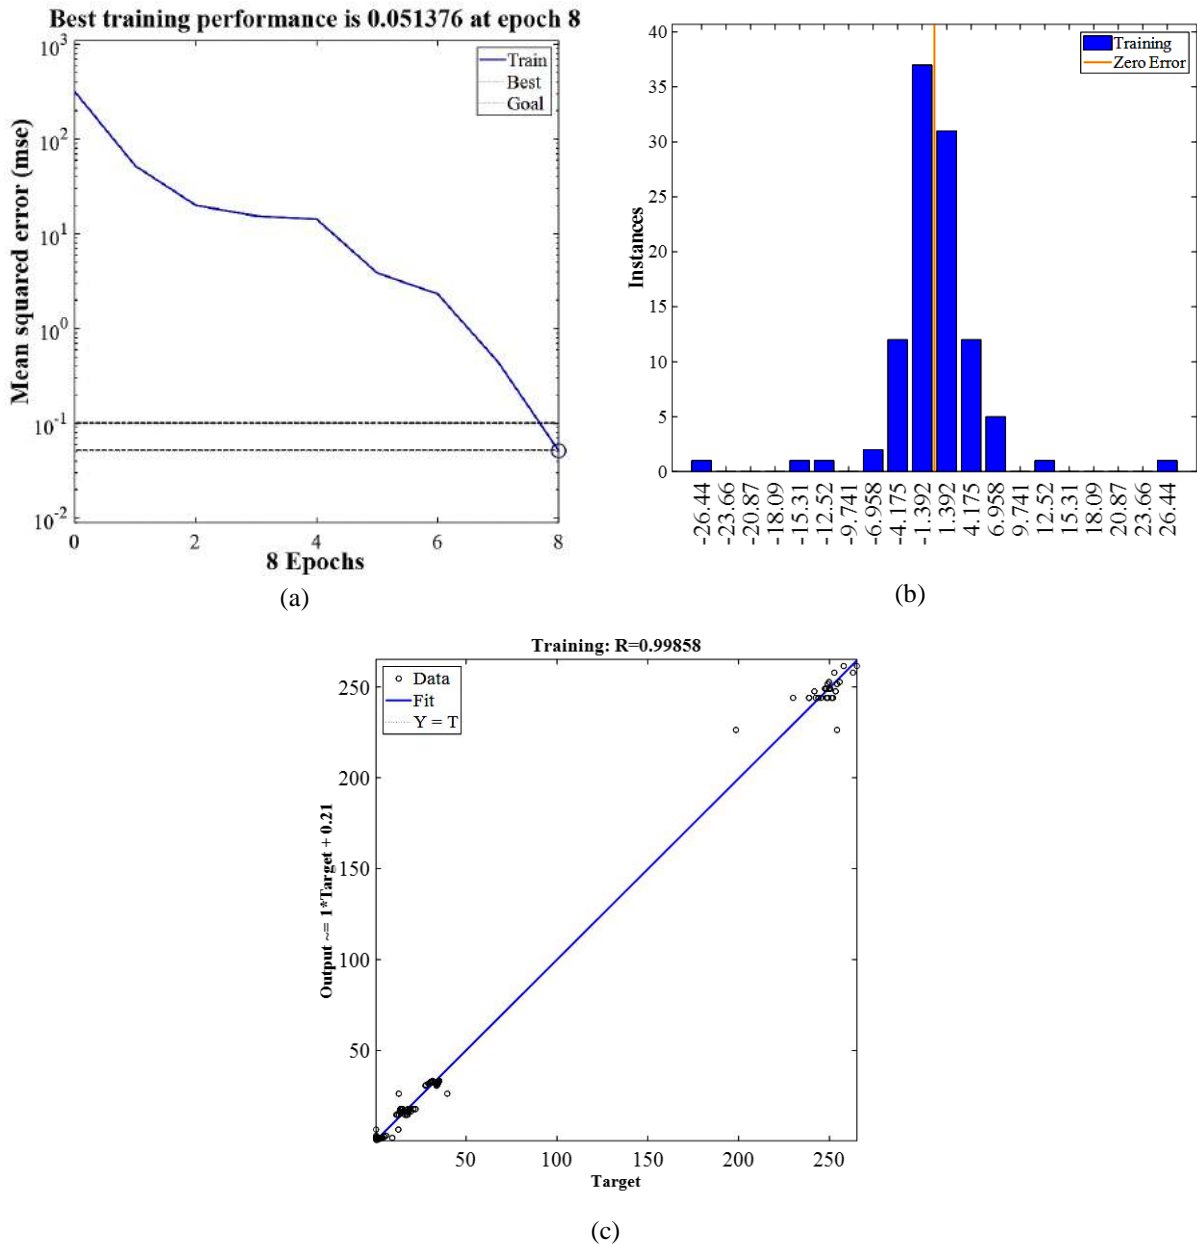 Best training performance is 0.051376 at epoch 8
Mean squared error (mse)
10^3
10^2
10^1
10^0
10^-1
10^-2
Train
Best
Goal
0 2 4 6 8
8 Epochs
(a)
Instances
40
35
30
25
20
15
10
5
0
Training
Zero Error
-26.44
-23.66
-20.87
-18.09
-15.31
-12.52
-9.741
-6.958
-4.175
-1.392
1.392
4.175
6.958
9.741
12.52
15.31
18.09
20.87
23.66
26.44
(b)
Training: R=0.99858
Output ~= 1*Target + 0.21
250
200
150
100
50
Data
Fit
Y = T
50 100 150 200 250
Target
(c)